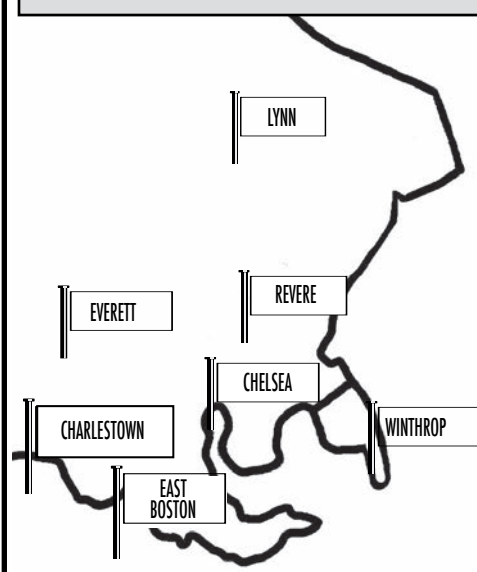 LYNN
REVERE
EVERETT
CHELSEA
CHARLESTOWN
WINTHROP
EAST
BOSTON